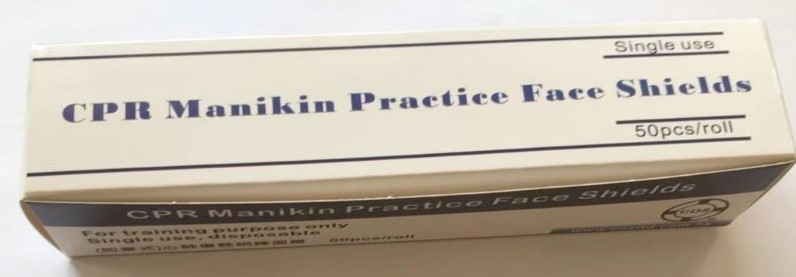 Single use
CPR Manikin Practice Face Shields
50pcs/roll
CPR Manikin Practice Face Shields
For training purpose only
Single use, disposable
50pcs/roll